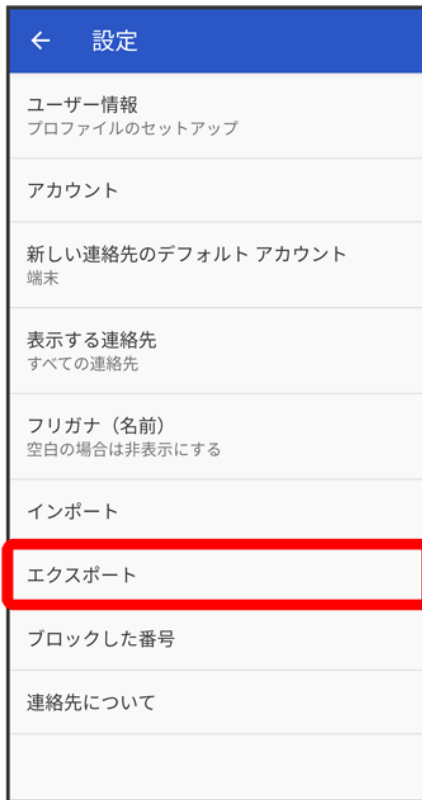 設定
ユーザー情報
プロファイルのセットアップ
アカウント
新しい連絡先のデフォルト アカウント
端末
表示する連絡先
すべての連絡先
フリガナ（名前）
空白の場合は非表示にする
インポート
エクスポート
ブロックした番号
連絡先について